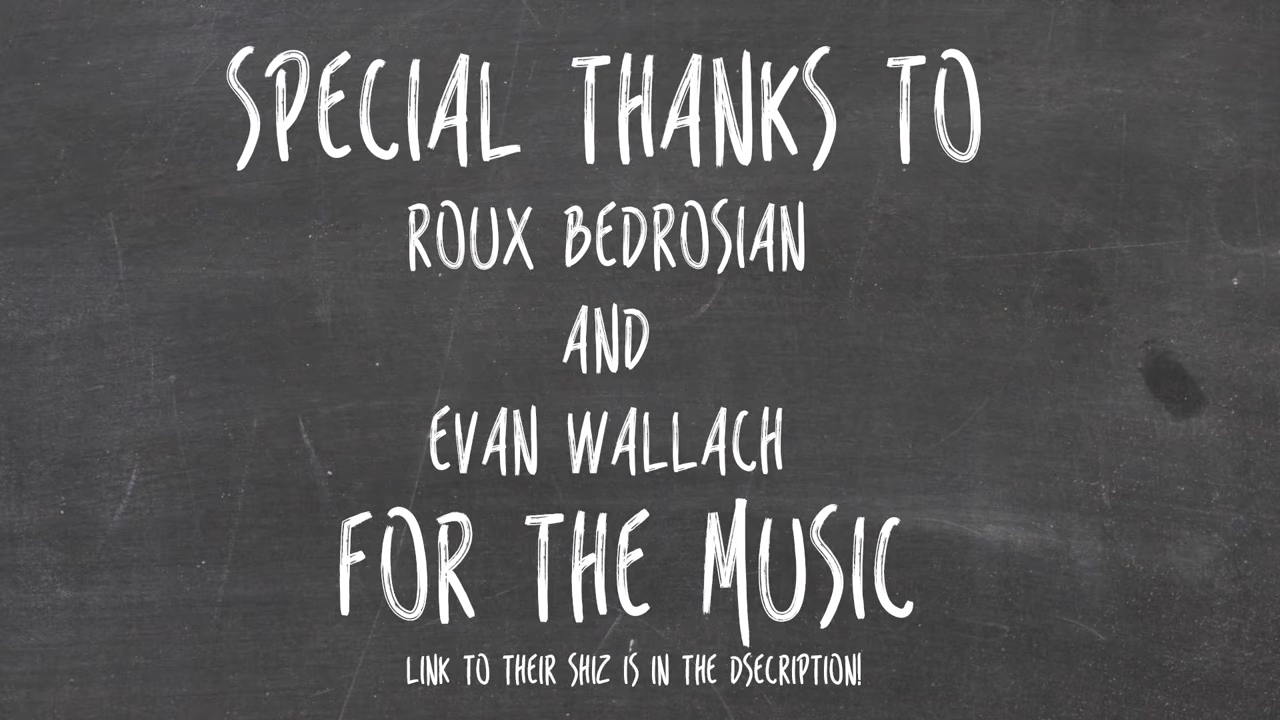 SPECIAL THANKS TO
ROUX BEDROSIAN
AND
EVAN WALLACH
FOR THE MUSIC
LINK TO THEIR SHIZ IS IN THE DSECRIPTION!